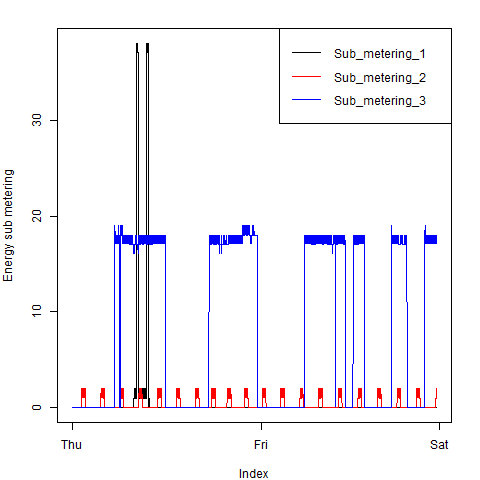 Sub_metering_1
Sub_metering_2
Sub_metering_3
Energy sub metering
30
20
10
0
Thu
Fri
Sat
Index